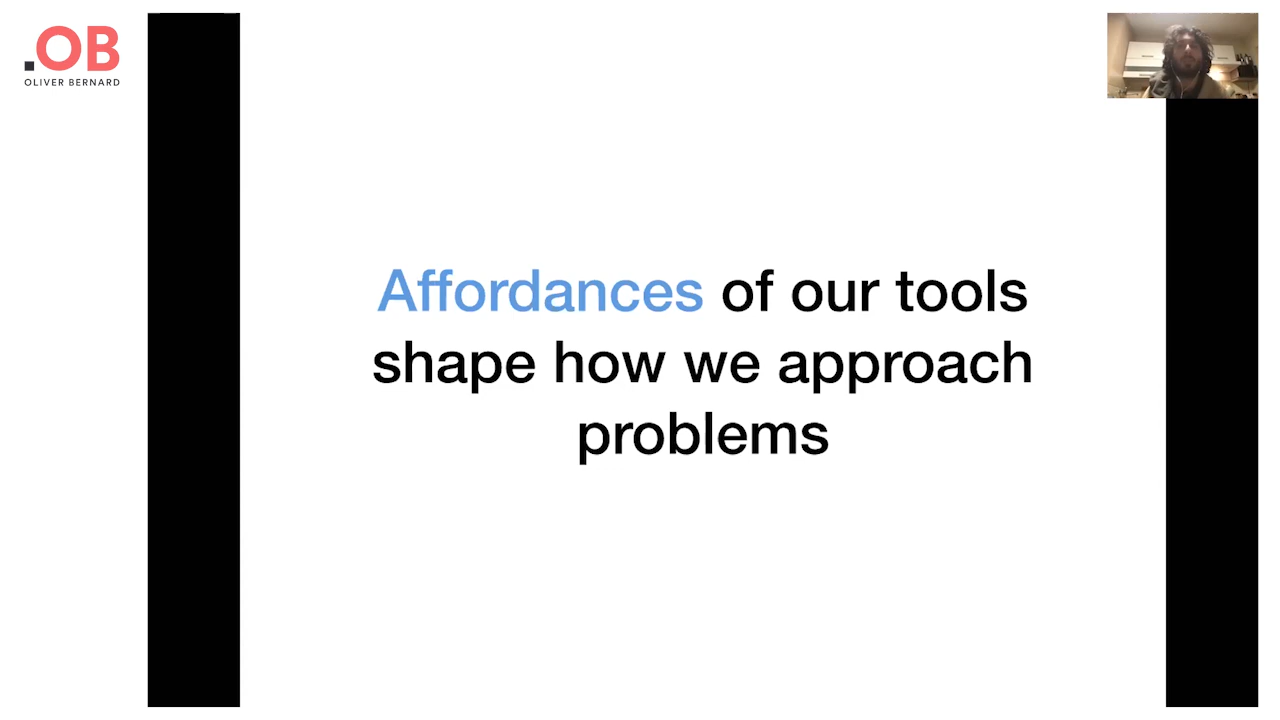 .OB
OLIVER BERNARD
Affordances of our tools
shape how we approach
problems